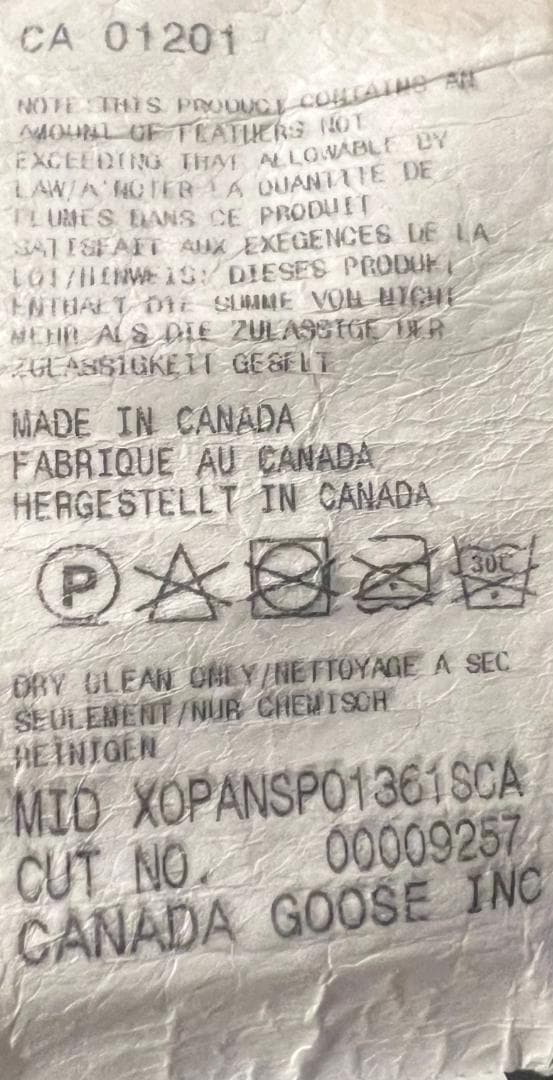 CA 01201
NOTE:THIS PRODUCT CONTAINS AN
AMOUNT OF FEATHERS NOT
EXCEEDING THAT ALLOWABLE BY
LAW/A NOTER LA QUANTITE DE
PLUMES DANS CE PRODUIT
SATISFAIT AUX EXEGENCES DE LA
LOI/HINWEIS: DIESES PRODUKT
ENTHALT DIE SUMME VON NICHT
MEHR ALS DIE ZULASSIGE DER
ZULASSIGKEIT GESELT
MADE IN CANADA
FABRIQUE AU CANADA
HERGESTELLT IN CANADA
P 30C
DRY CLEAN ONLY/NETTOYAGE A SEC
SEULEMENT/NUR CHEMISCH
REINIGEN
MID XOPANSPO1361SCA
CUT NO. 00009257
CANADA GOOSE INC